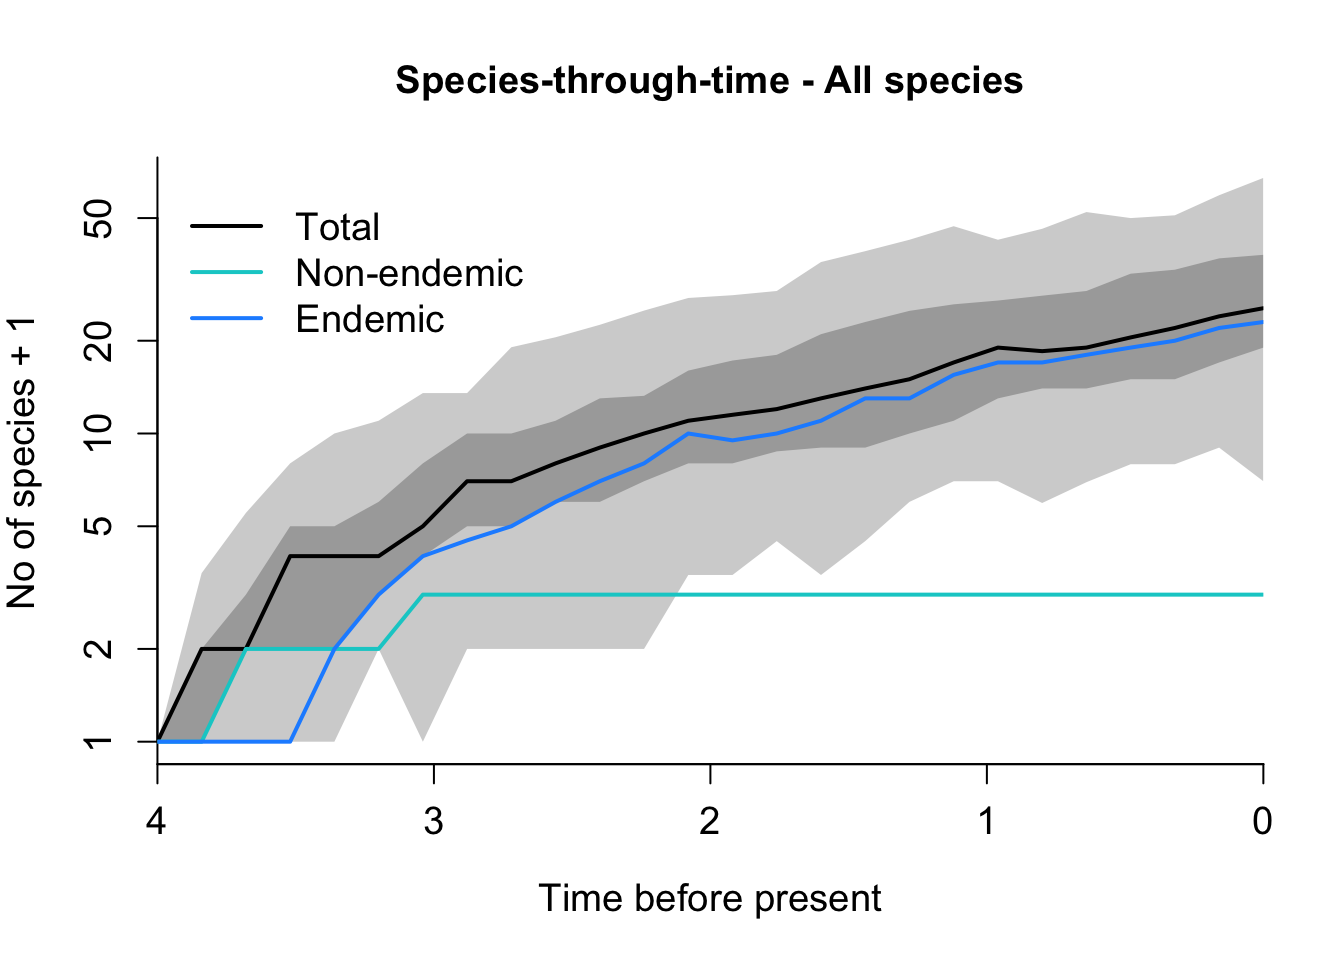 Species-through-time - All species
Total
Non-endemic
Endemic
No of species + 1
50
20
10
5
2
1
4 3 2 1 0
Time before present